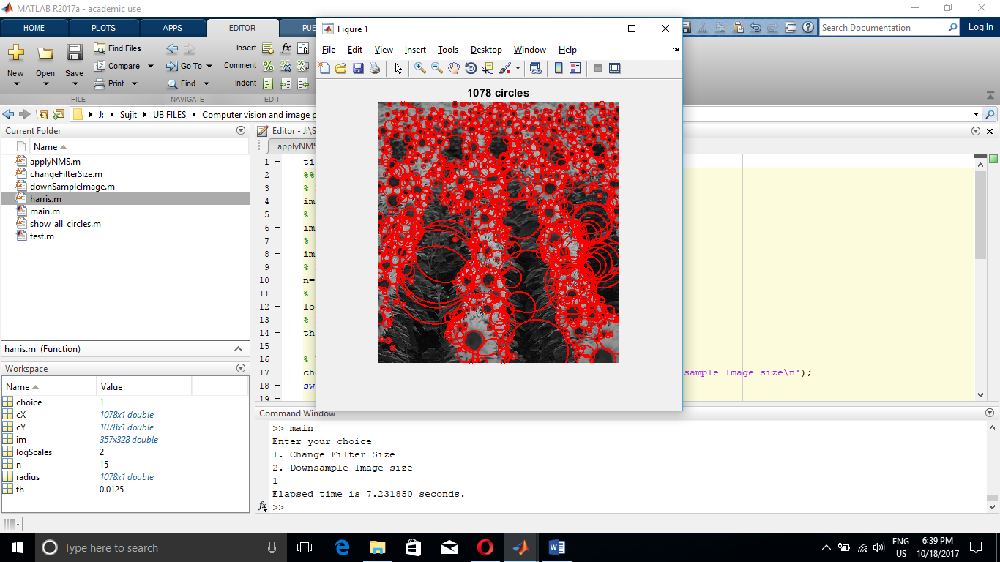 MATLAB R2017a - academic use
HOME PLOTS APPS EDITOR
Search Documentation Log In
New Open Save
Find Files
Compare
Print
FILE
Go To
Find
NAVIGATE
Insert
Comment
Indent
EDIT
J: Sujit UB FILES Computer vision and image p
Current Folder
Name
applyNMS.m
changeFilterSize.m
downSampleImage.m
harris.m
main.m
show_all_circles.m
test.m
harris.m (Function)
Workspace
Name Value
choice 1
cX 1078x1 double
cY 1078x1 double
im 357x328 double
logScales 2
n 15
radius 1078x1 double
th 0.0125
Editor - J:\S
applyNMS
1 ti
2 %%
3 %
4 im
5 %
6 im
7 %
8 im
9 %
10 n=
11 %
12 lo
13 %
14 th
15
16 %
17 ch sample Image size\n');
18 sw
19
Figure 1
File Edit View Insert Tools Desktop Window Help
1078 circles
Command Window
>> main
Enter your choice
1. Change Filter Size
2. Downsample Image size
1
Elapsed time is 7.231850 seconds.
fx >>
Type here to search
ENG
US
6:39 PM
10/18/2017